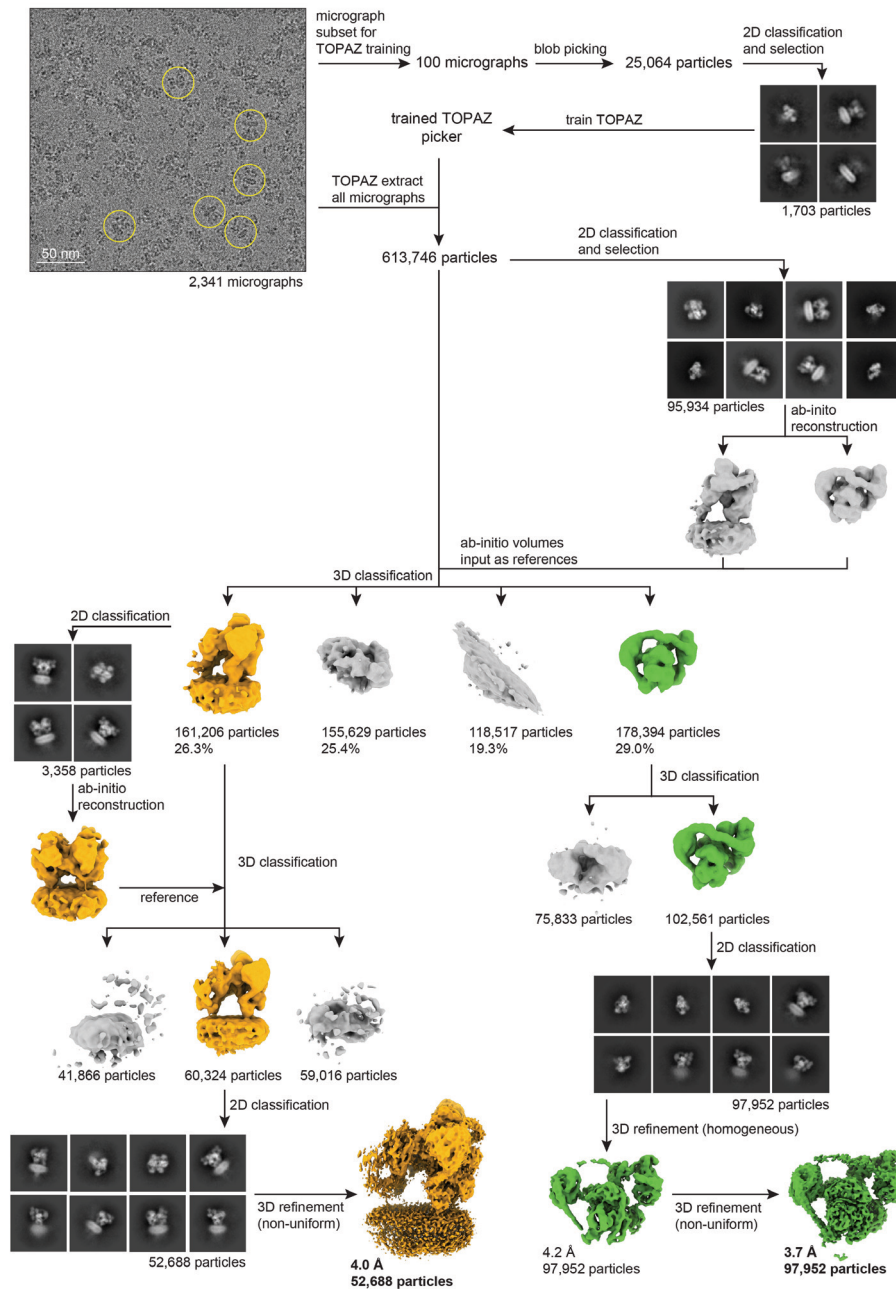 micrograph
subset for
TOPAZ training
100 micrographs
blob picking
25,064 particles
2D classification
and selection
trained TOPAZ
picker
train TOPAZ
1,703 particles
TOPAZ extract
all micrographs
50 nm
2,341 micrographs
613,746 particles
2D classification
and selection
95,934 particles
ab-inito
reconstruction
ab-initio volumes
input as references
3D classification
2D classification
161,206 particles
26.3%
155,629 particles
25.4%
118,517 particles
19.3%
178,394 particles
29.0%
3,358 particles
ab-initio
reconstruction
3D classification
reference
3D classification
75,833 particles
102,561 particles
2D classification
41,866 particles
60,324 particles
59,016 particles
2D classification
97,952 particles
3D refinement (homogeneous)
3D refinement
(non-uniform)
52,688 particles
4.0 Å
52,688 particles
3D refinement
(non-uniform)
4.2 Å
97,952 particles
3.7 Å
97,952 particles